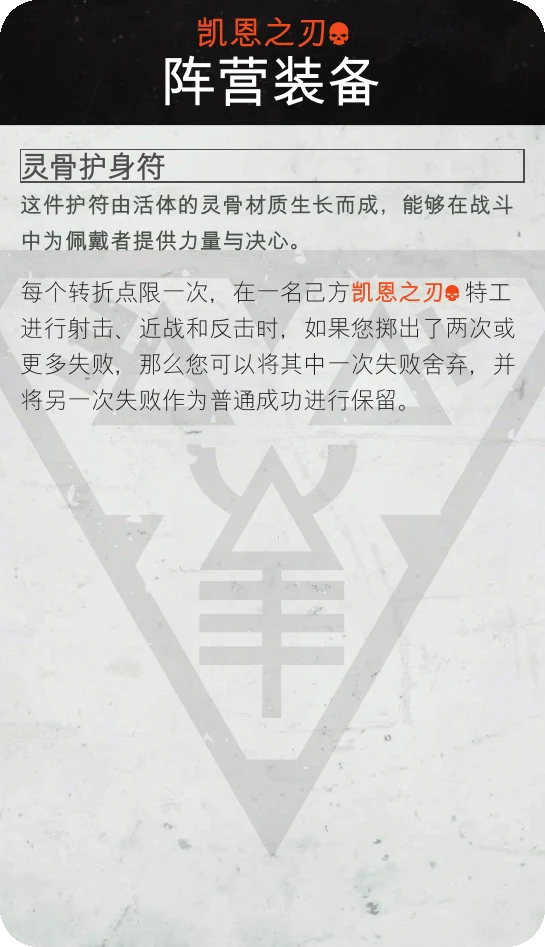 凯恩之刃
阵营装备
灵骨护身符
这件护符由活体的灵骨材质生长而成，能够在战斗
中为佩戴者提供力量与决心。
每个转折点限一次，在一名己方凯恩之刃特工
进行射击、近战和反击时，如果您掷出了两次或
更多失败，那么您可以将其中一次失败舍弃，并
将另一次失败作为普通成功进行保留。